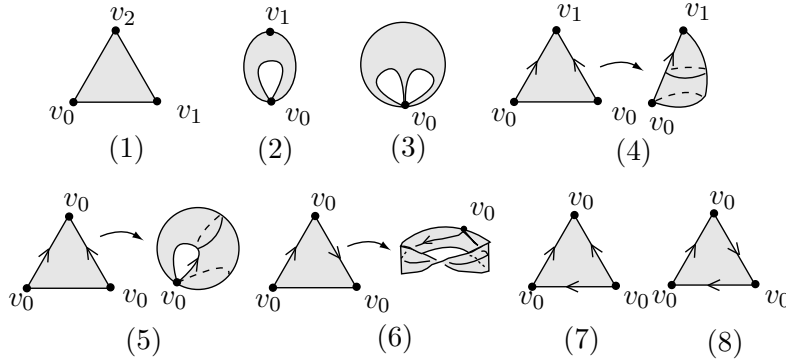 v₂ v₁ v₁ v₁
v₀ v₁ v₀ v₀ v₀ v₀ v₀
(1) (2) (3) (4)
v₀ v₀ v₀ v₀ v₀
v₀ v₀ v₀ v₀ v₀ v₀ v₀ v₀ v₀
(5) (6) (7) (8)